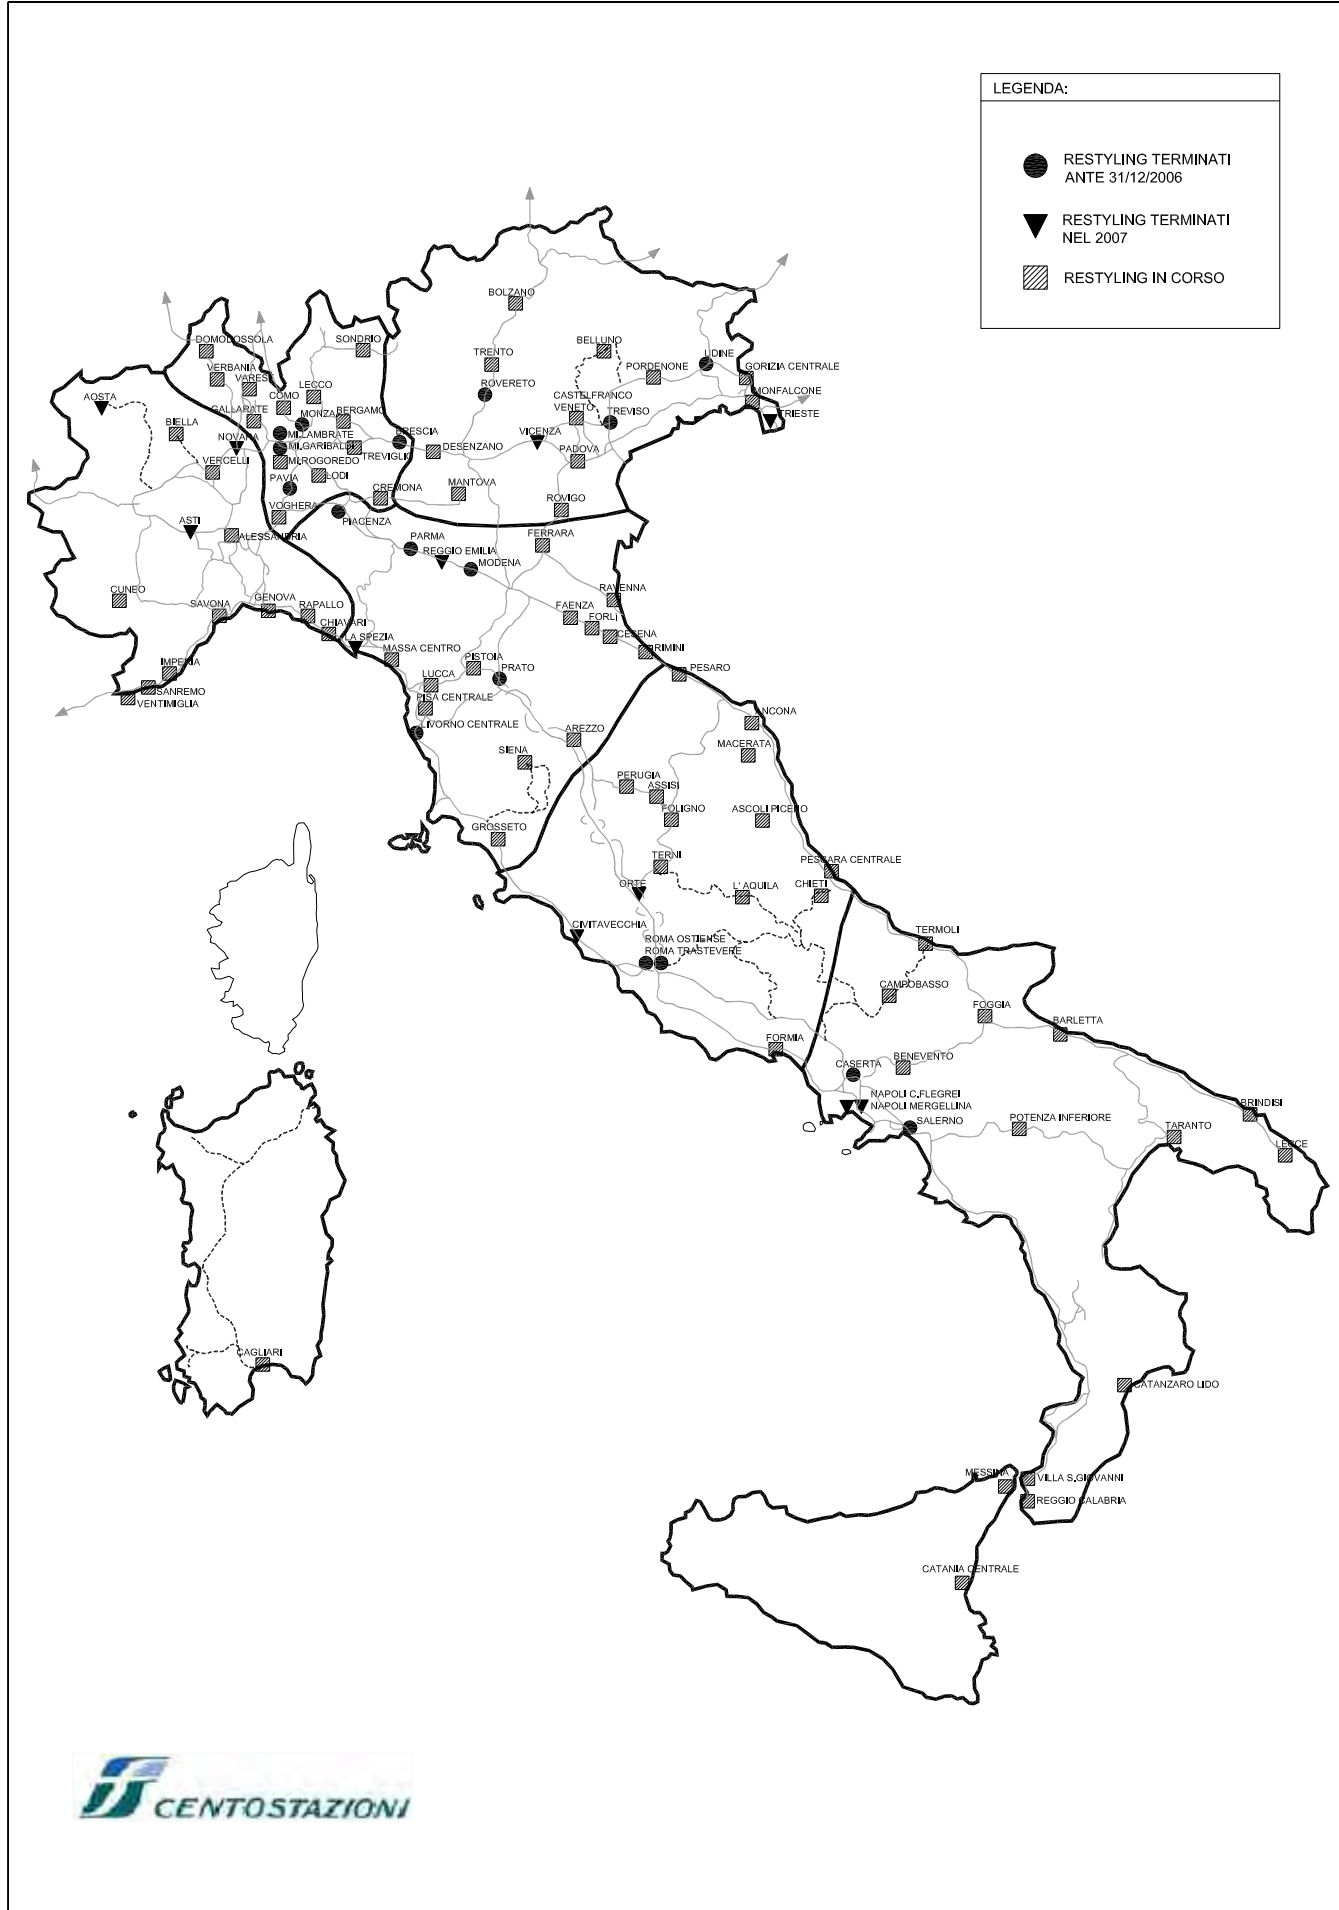 LEGENDA:
RESTYLING TERMINATI
ANTE 31/12/2006
RESTYLING TERMINATI
NEL 2007
RESTYLING IN CORSO
BOLZANO
DOMODOSSOLA
SONDRIO
BELLUNO
UDINE
TRENTO
VERBANIA
PORDENONE
GORIZIA CENTRALE
VARESE
LECCO
ROVERETO
MONFALCONE
AOSTA
COMO
CASTELFRANCO
VENETO
TREVISO
TRIESTE
GALLARATE
MONZA
BERGAMO
BIELLA
NOVARA
MI.LAMBRATE
BRESCIA
VICENZA
MI.GARIBALDI
TREVIGLIO
DESENZANO
PADOVA
VERCELLI
MI.ROGOREDO
PAVIA
LODI
CREMONA
MANTOVA
ROVIGO
VOGHERA
PIACENZA
ASTI
ALESSANDRIA
PARMA
FERRARA
REGGIO EMILIA
MODENA
CUNEO
RAVENNA
SAVONA
GENOVA
RAPALLO
FAENZA
CHIAVARI
FORLÌ
LA SPEZIA
CESENA
MASSA CENTRO
RIMINI
IMPERIA
PISTOIA
PRATO
PESARO
LUCCA
SANREMO
VENTIMIGLIA
PISA CENTRALE
LIVORNO CENTRALE
AREZZO
ANCONA
SIENA
MACERATA
PERUGIA
ASSISI
FOLIGNO
ASCOLI PICENO
GROSSETO
TERNI
PESCARA CENTRALE
ORTE
L' AQUILA
CHIETI
CIVITAVECCHIA
TERMOLI
ROMA OSTIENSE
ROMA TRASTEVERE
CAMPOBASSO
FOGGIA
BARLETTA
FORMIA
BENEVENTO
CASERTA
NAPOLI C.FLEGREI
NAPOLI MERGELLINA
BRINDISI
SALERNO
POTENZA INFERIORE
TARANTO
LECCE
CAGLIARI
CATANZARO LIDO
MESSINA
VILLA S.GIOVANNI
REGGIO CALABRIA
CATANIA CENTRALE
CENTOSTAZIONI